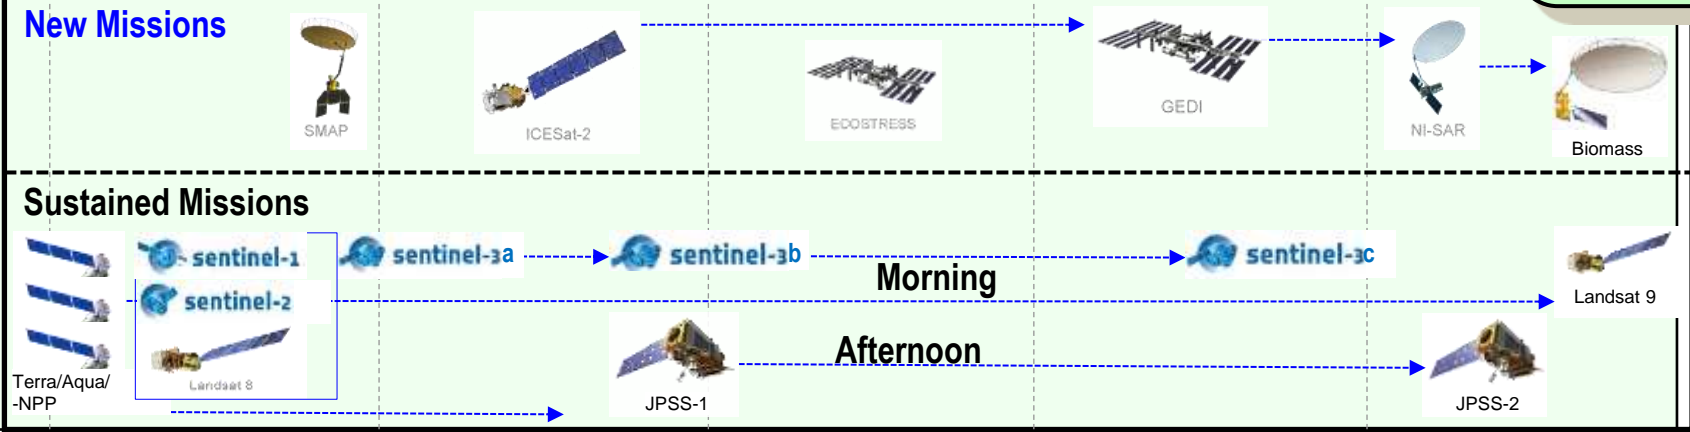 New Missions
SMAP
ICESat-2
ECOSTRESS
GEDI
NI-SAR
Biomass
Sustained Missions
sentinel-1
sentinel-3a
sentinel-3b
sentinel-3c
Morning
sentinel-2
Landsat 9
Afternoon
Landsat 8
Terra/Aqua/
-NPP
JPSS-1
JPSS-2